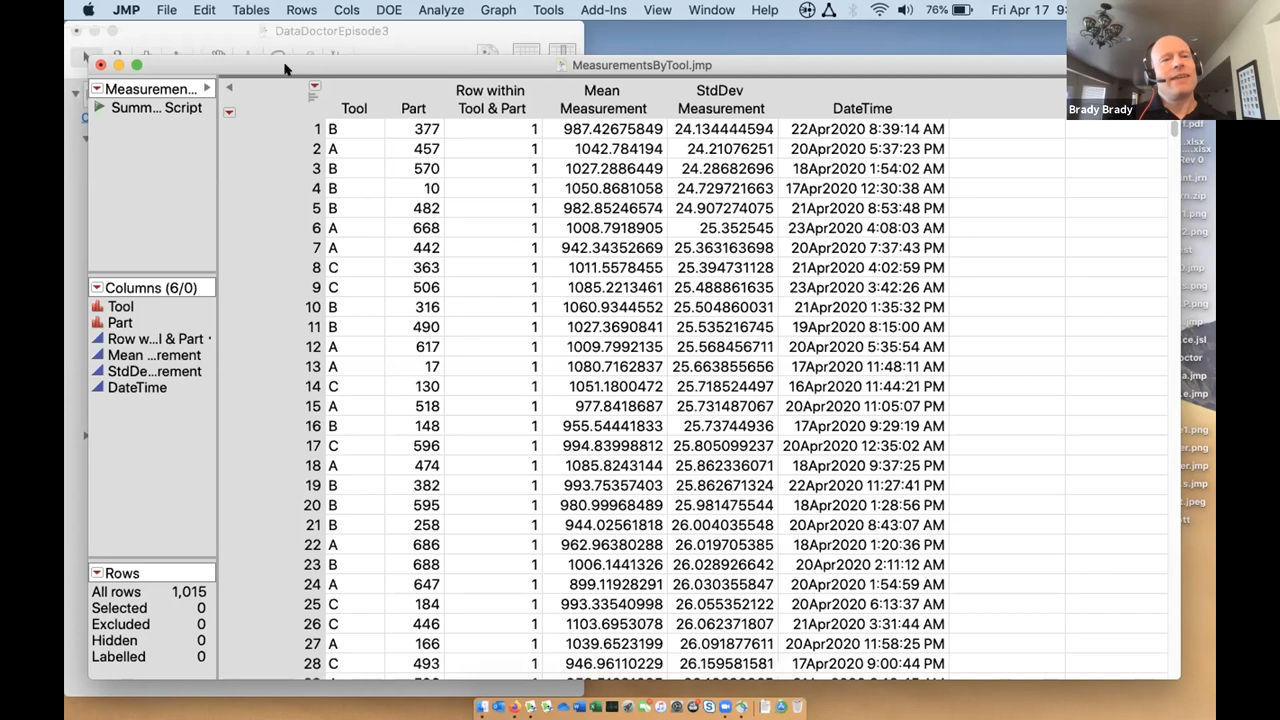 JMP File Edit Tables Rows Cols DOE Analyze Graph Tools Add-Ins View Window Help 76% Fri Apr 17 9:
DataDoctorEpisode3
MeasurementsByTool.jmp
Brady Brady
Measuremen...
Summ... Script
Columns (6/0)
Tool
Part
Row w...l & Part
Mean ...rement
StdDe...rement
DateTime
Rows
All rows 1,015
Selected 0
Excluded 0
Hidden 0
Labelled 0
Tool Part Row within Tool & Part Mean Measurement StdDev Measurement DateTime
1 B 377 1 987.42675849 24.134444594 22Apr2020 8:39:14 AM
2 A 457 1 1042.784194 24.21076251 20Apr2020 5:37:23 PM
3 B 570 1 1027.2886449 24.28682696 18Apr2020 1:54:02 AM
4 B 10 1 1050.8681058 24.729721663 17Apr2020 12:30:38 AM
5 B 482 1 982.85246574 24.907274075 21Apr2020 8:53:48 PM
6 A 668 1 1008.7918905 25.352545 23Apr2020 4:08:03 AM
7 A 442 1 942.34352669 25.363163698 20Apr2020 7:37:43 PM
8 C 363 1 1011.5578455 25.394731128 21Apr2020 4:02:59 PM
9 C 506 1 1085.2213461 25.488861635 23Apr2020 3:42:26 AM
10 B 316 1 1060.9344552 25.504860031 21Apr2020 1:35:32 PM
11 B 490 1 1027.3690841 25.535216745 19Apr2020 8:15:00 AM
12 A 617 1 1009.7992135 25.568456711 20Apr2020 5:35:54 PM
13 A 17 1 1080.7162837 25.663855656 17Apr2020 11:48:11 AM
14 C 130 1 1051.1800472 25.718524497 16Apr2020 11:44:21 PM
15 A 518 1 977.8418687 25.731487067 20Apr2020 11:05:07 PM
16 B 148 1 955.54441833 25.73744936 17Apr2020 9:29:19 AM
17 C 596 1 994.83998812 25.805099237 20Apr2020 12:35:02 AM
18 A 474 1 1085.8243144 25.862336071 18Apr2020 9:37:25 PM
19 B 382 1 993.75357403 25.862671324 22Apr2020 11:27:41 PM
20 B 595 1 980.99968493 25.981475544 18Apr2020 1:28:56 PM
21 B 258 1 944.02561818 26.004035548 20Apr2020 8:43:07 AM
22 A 686 1 962.96380288 26.019705385 18Apr2020 1:20:36 PM
23 B 688 1 1006.1441326 26.028926642 20Apr2020 2:11:12 AM
24 A 647 1 899.11928291 26.030355847 20Apr2020 1:54:59 AM
25 C 184 1 993.33540998 26.055352122 20Apr2020 6:13:37 AM
26 C 446 1 1103.6953078 26.062371807 21Apr2020 3:31:44 AM
27 A 166 1 1039.6523199 26.091877611 20Apr2020 11:58:25 PM
28 C 493 1 946.96110229 26.159581581 17Apr2020 9:00:44 PM